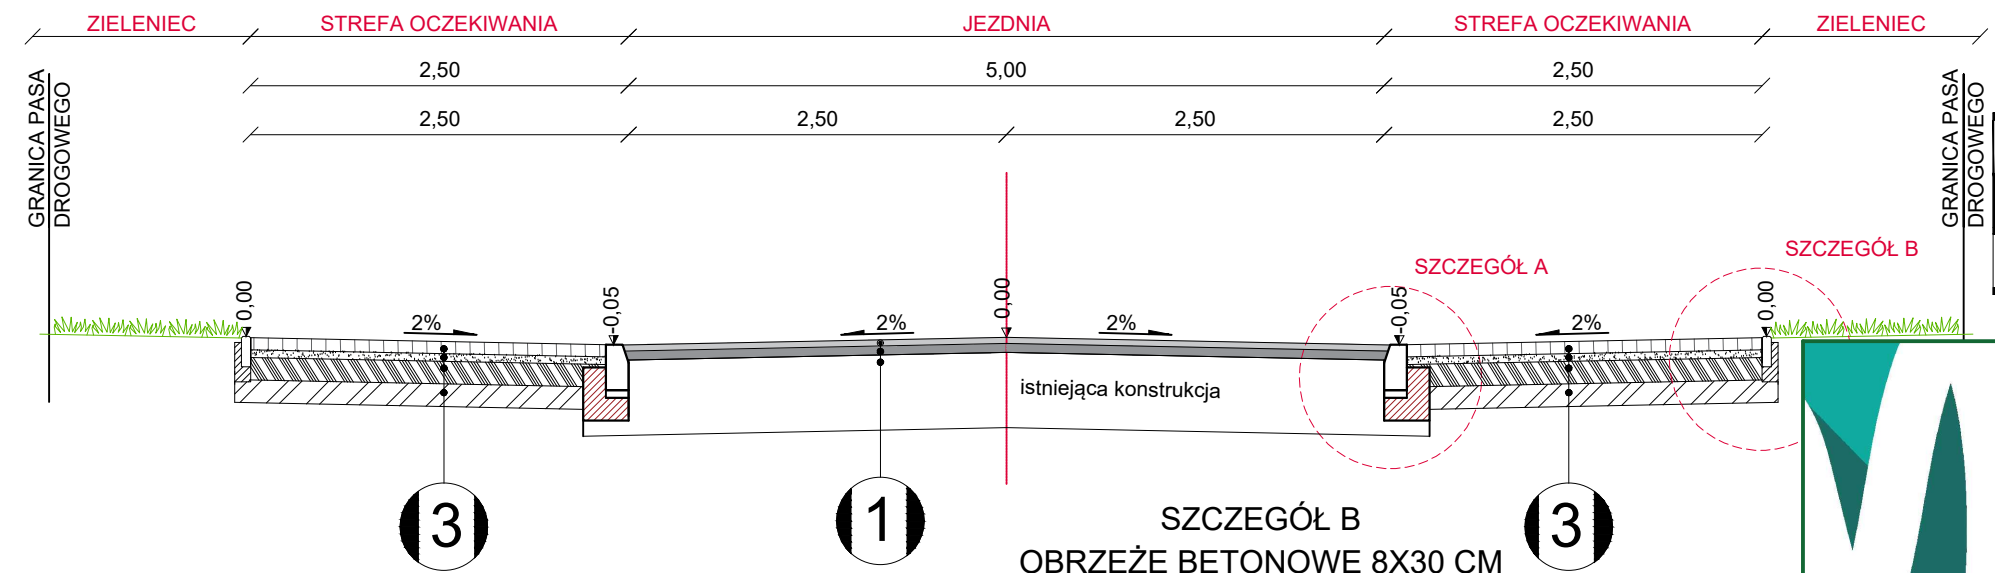 ZIELENIEC STREFA OCZEKIWANIA JEZDNIA STREFA OCZEKIWANIA ZIELENIEC
2,50 5,00 2,50
2,50 2,50 2,50 2,50
GRANICA PASA
DROGOWEGO
GRANICA PASA
DROGOWEGO
SZCZEGÓŁ B
SZCZEGÓŁ A
0,00 -0,05 0,00 -0,05 0,00
2% 2% 2% 2%
istniejąca konstrukcja
3 1 3
SZCZEGÓŁ B
OBRZEŻE BETONOWE 8X30 CM